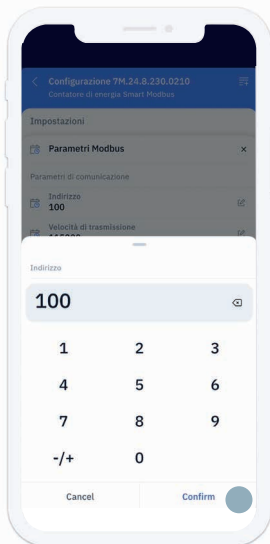 Configurazione 7M.24.8.230.0210
Contatore di energia Smart Modbus
Impostazioni
Parametri Modbus
Parametri di comunicazione
Indirizzo
100
Velocità di trasmissione
115200
Indirizzo
100
1 2 3
4 5 6
7 8 9
-/+ 0
Cancel Confirm